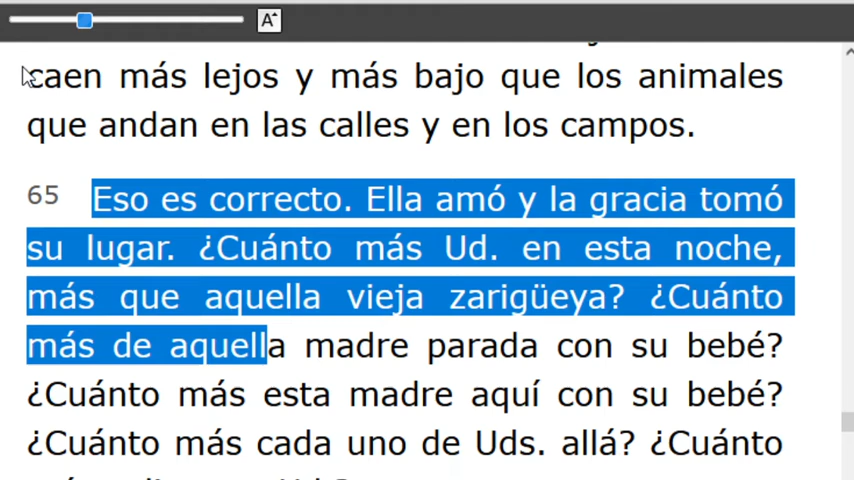 A
caen más lejos y más bajo que los animales
que andan en las calles y en los campos.
65 Eso es correcto. Ella amó y la gracia tomó
su lugar. ¿Cuánto más Ud. en esta noche,
más que aquella vieja zarigüeya? ¿Cuánto
más de aquella madre parada con su bebé?
¿Cuánto más esta madre aquí con su bebé?
¿Cuánto más cada uno de Uds. allá? ¿Cuánto